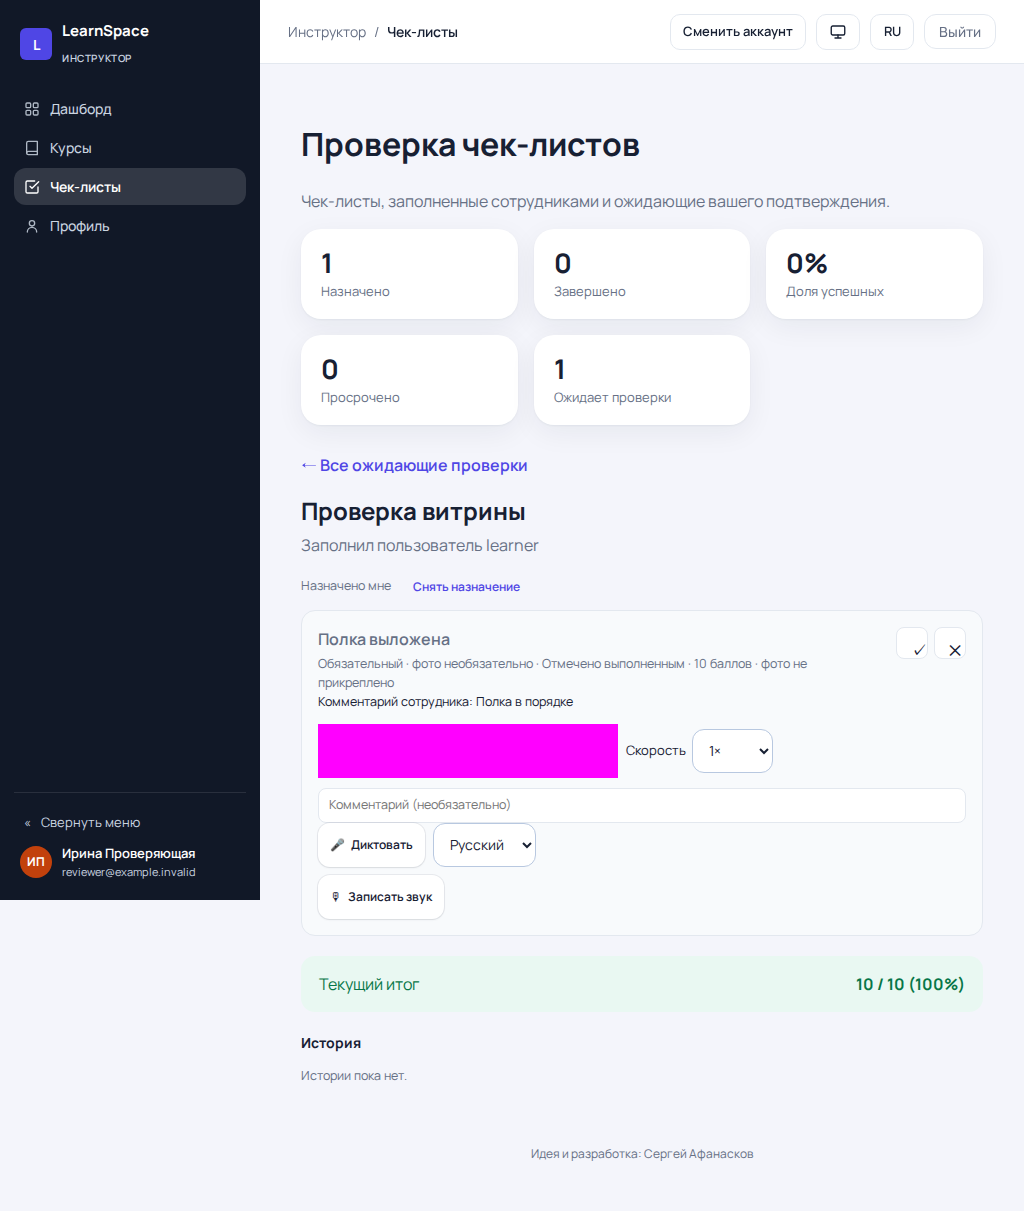 L
LearnSpace
ИНСТРУКТОР
Дашборд
Курсы
Чек-листы
Профиль
« Свернуть меню
ИП
Ирина Проверяющая
reviewer@example.invalid
Инструктор / Чек-листы
Сменить аккаунт
RU
Выйти
Проверка чек-листов
Чек-листы, заполненные сотрудниками и ожидающие вашего подтверждения.
1
Назначено
0
Завершено
0%
Доля успешных
0
Просрочено
1
Ожидает проверки
← Все ожидающие проверки
Проверка витрины
Заполнил пользователь learner
Назначено мне Снять назначение
Полка выложена
✓ ✕
Обязательный · фото необязательно · Отмечено выполненным · 10 баллов · фото не
прикреплено
Комментарий сотрудника: Полка в порядке
Скорость 1×
Комментарий (необязательно)
🎤 Диктовать Русский
🎙 Записать звук
Текущий итог 10 / 10 (100%)
История
Истории пока нет.
Идея и разработка: Сергей Афанасков